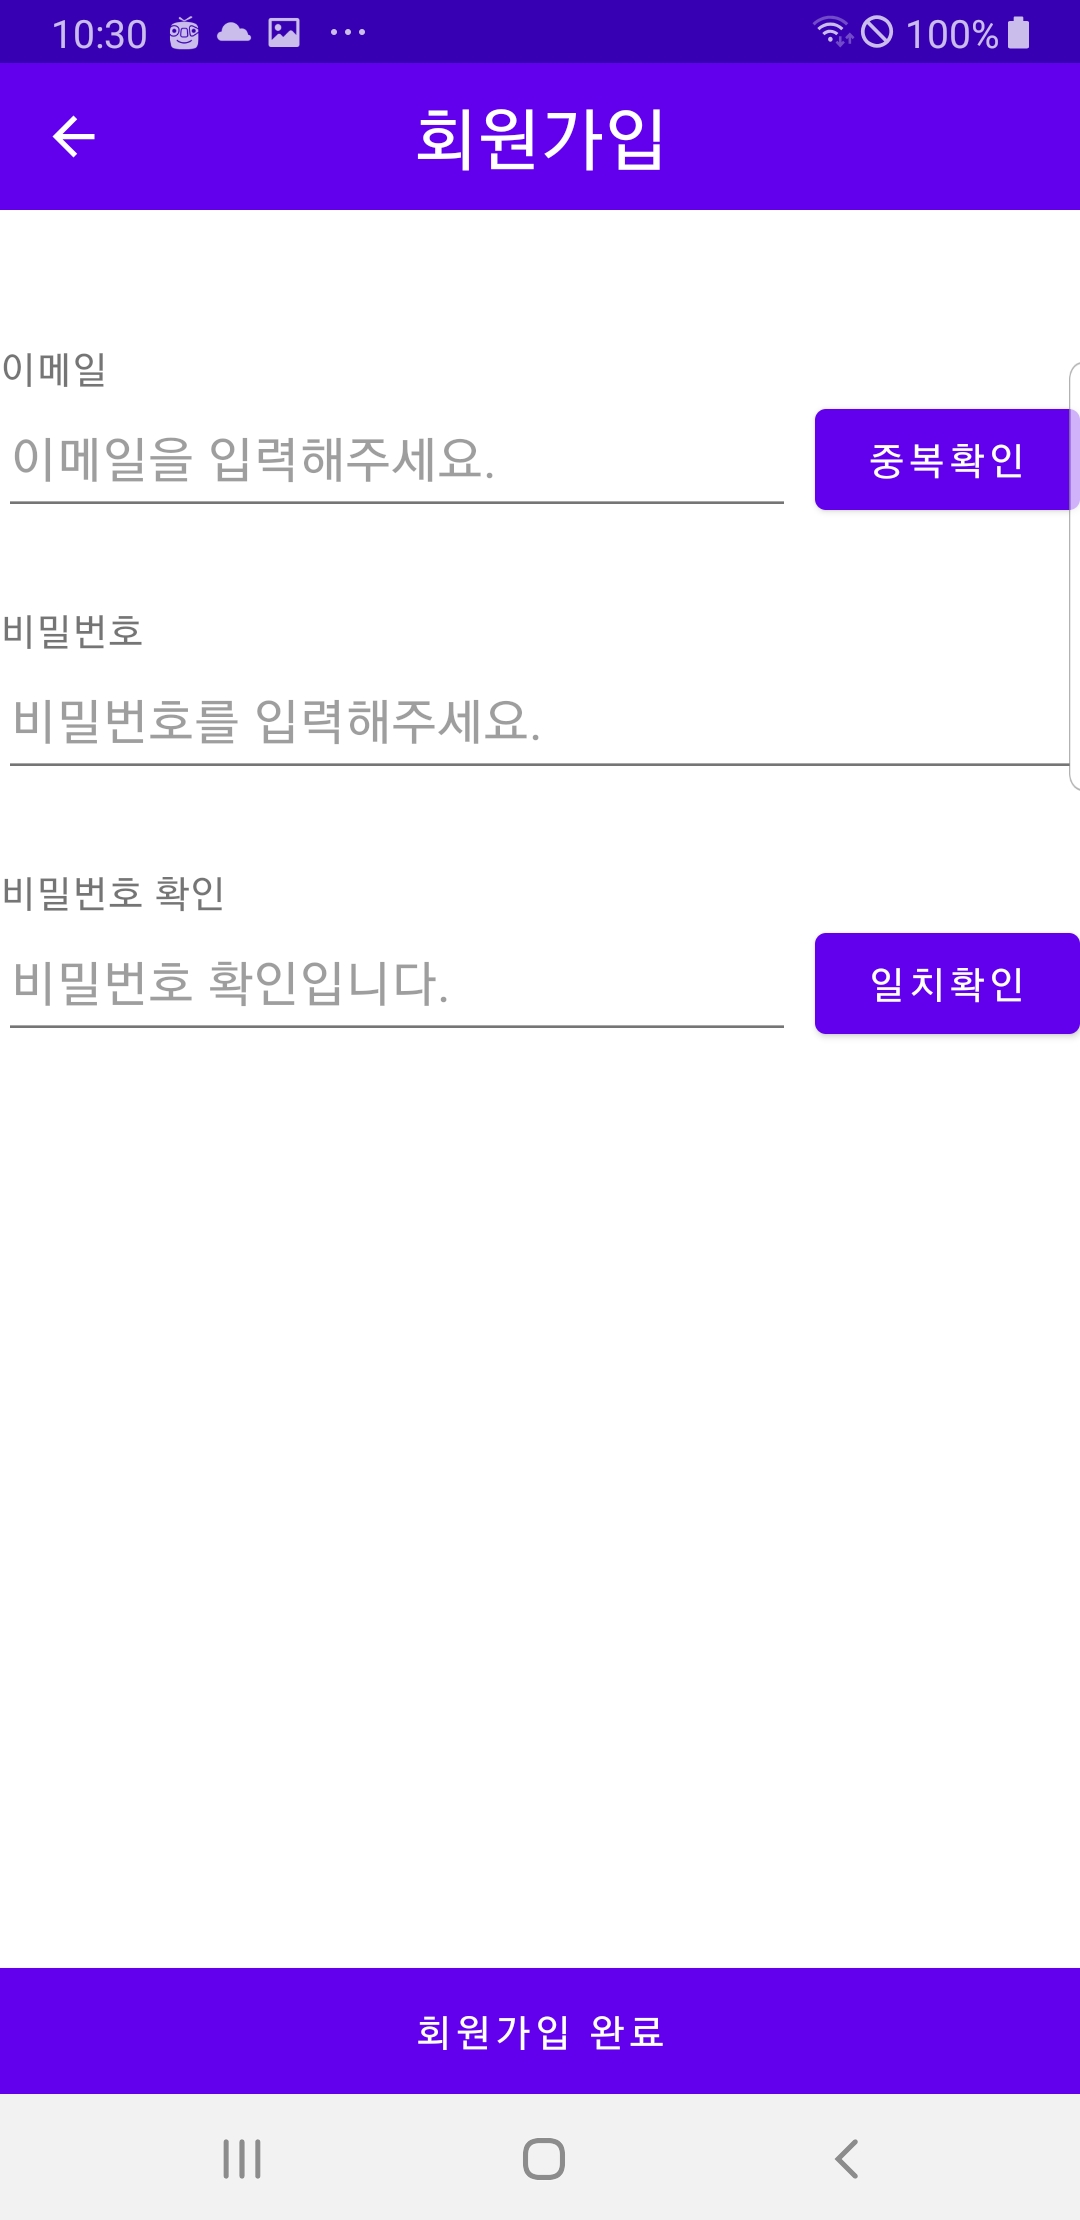 10:30 100%
회원가입
이메일
이메일을 입력해주세요. 중복확인
비밀번호
비밀번호를 입력해주세요.
비밀번호 확인
비밀번호 확인입니다. 일치확인
회원가입 완료